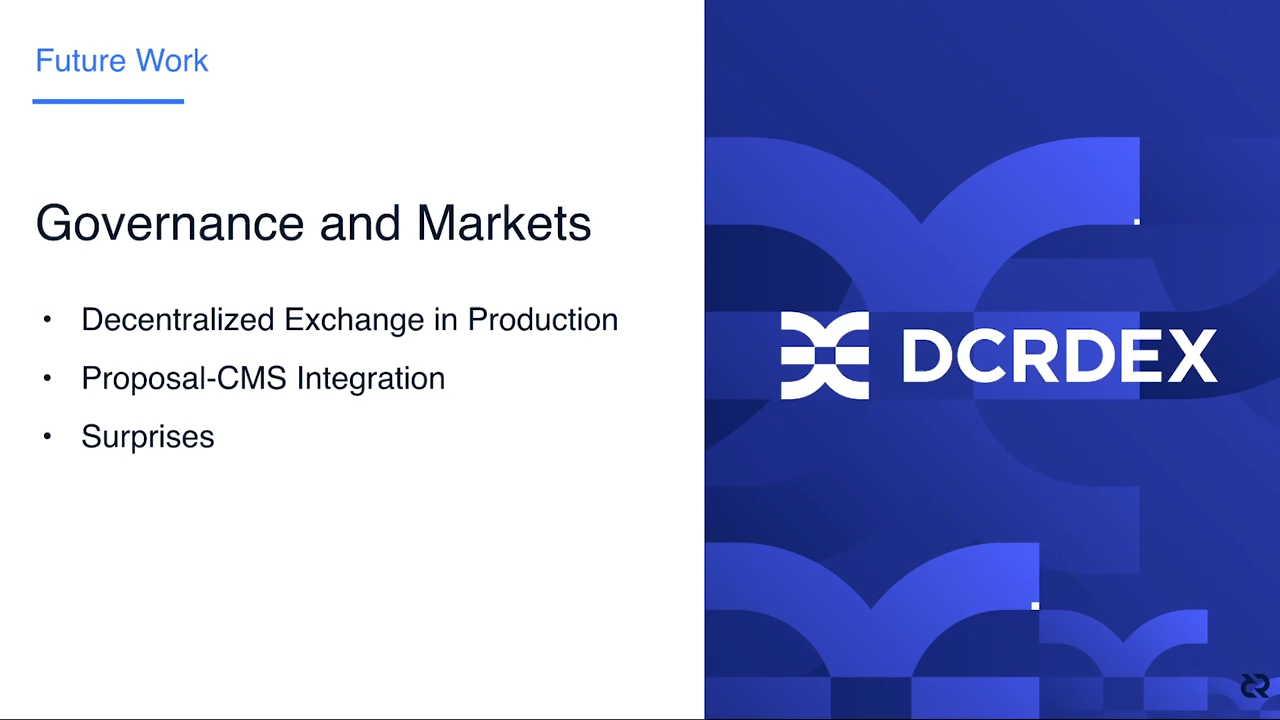 Future Work
Governance and Markets
• Decentralized Exchange in Production
• Proposal-CMS Integration
• Surprises
DCRDEX